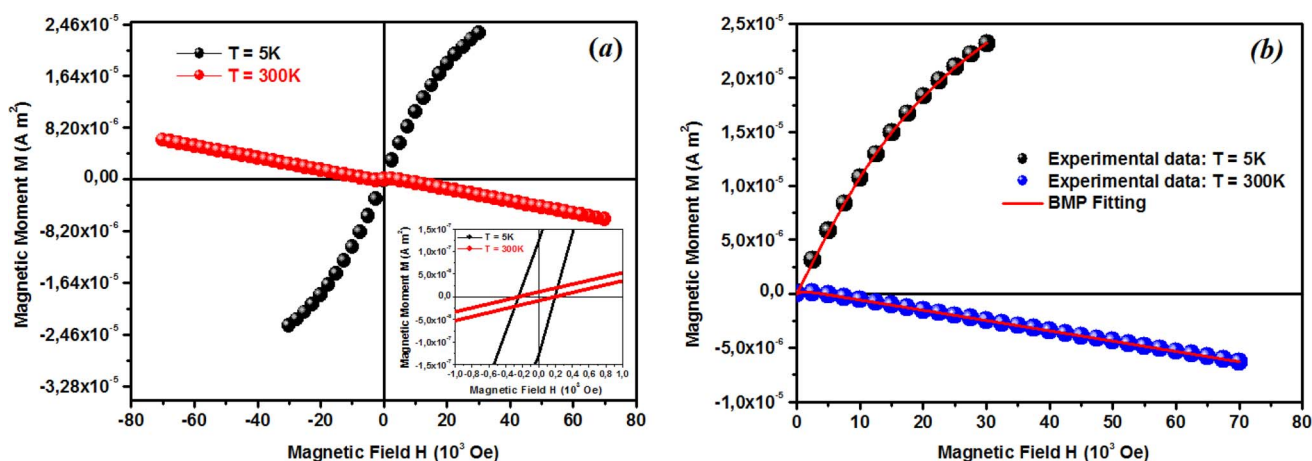 (a)
T = 5K
T = 300K
Magnetic Moment M (A m²)
2,46x10⁻⁵
1,64x10⁻⁵
8,20x10⁻⁶
0,00
-8,20x10⁻⁶
-1,64x10⁻⁵
-2,46x10⁻⁵
-3,28x10⁻⁵
-80 -60 -40 -20 0 20 40 60 80
Magnetic Field H (10³ Oe)
T = 5K
T = 300K
Magnetic Moment M (A m²)
1,5x10⁻⁷
1,0x10⁻⁷
5,0x10⁻⁸
0,0
-5,0x10⁻⁸
-1,0x10⁻⁷
-1,5x10⁻⁷
-1,0 -0,8 -0,6 -0,4 -0,2 0,0 0,2 0,4 0,6 0,8 1,0
Magnetic Field H (10³ Oe)
(b)
Experimental data: T = 5K
Experimental data: T = 300K
BMP Fitting
Magnetic Moment M (A m²)
2,5x10⁻⁵
2,0x10⁻⁵
1,5x10⁻⁵
1,0x10⁻⁵
5,0x10⁻⁶
0,0
-5,0x10⁻⁶
-1,0x10⁻⁵
0 10 20 30 40 50 60 70 80
Magnetic Field H (10³ Oe)